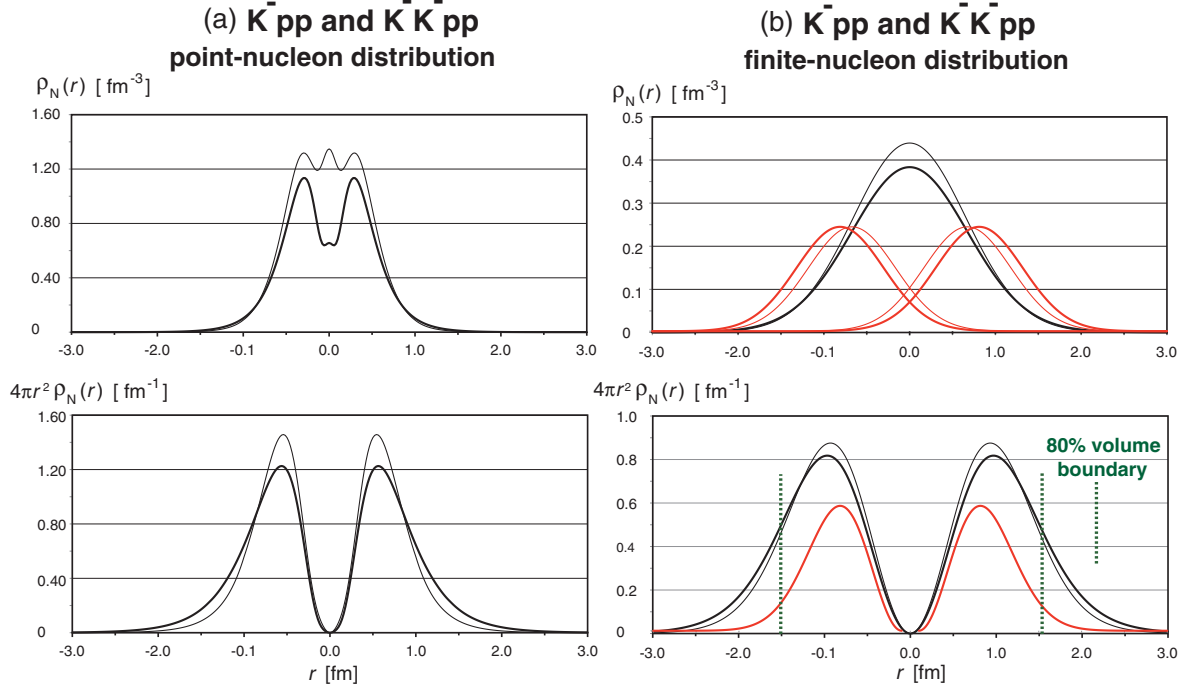 (a) K⁻pp and K⁻K⁻pp
point-nucleon distribution
ρN(r) [ fm⁻³]
1.60
1.20
0.80
0.40
0
-3.0 -2.0 -0.1 0.0 1.0 2.0 3.0
4πr² ρN(r) [ fm⁻¹]
1.60
1.20
0.80
0.40
0
-3.0 -2.0 -0.1 0.0 1.0 2.0 3.0
r [fm]
(b) K⁻pp and K⁻K⁻pp
finite-nucleon distribution
ρN(r) [ fm⁻³]
0.5
0.4
0.3
0.2
0.1
0
-3.0 -2.0 -0.1 0.0 1.0 2.0 3.0
4πr² ρN(r) [ fm⁻¹]
1.0
0.8
0.6
0.4
0.2
0.0
80% volume
boundary
-3.0 -2.0 -0.1 0.0 1.0 2.0 3.0
r [fm]